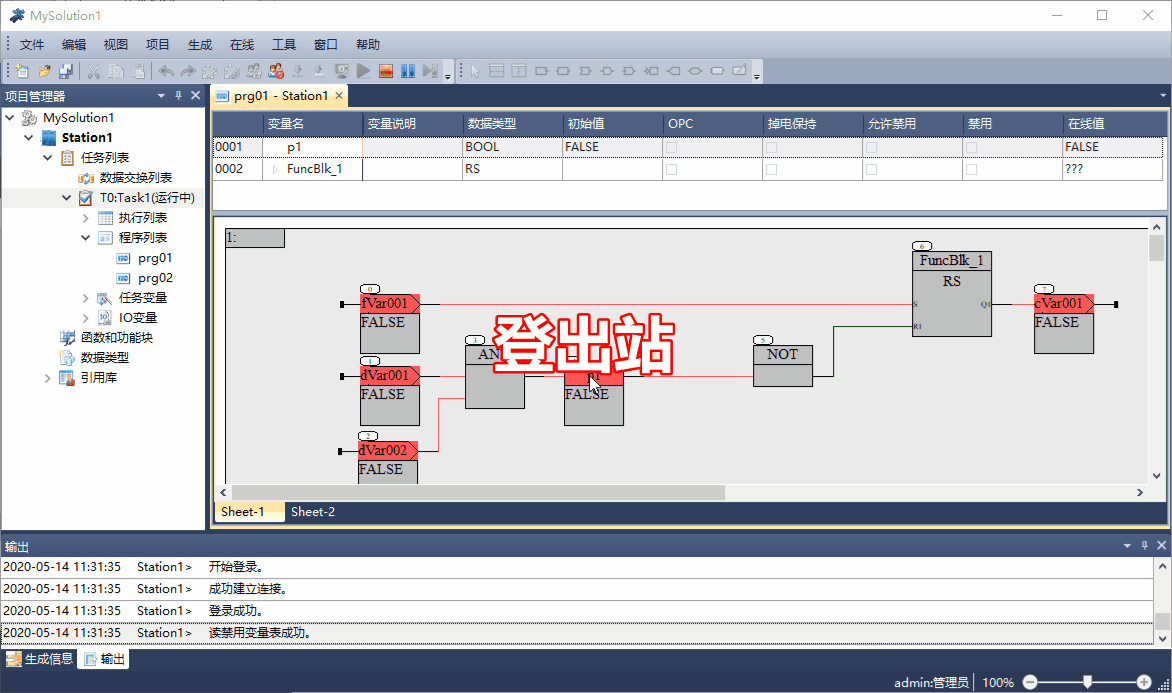 MySolution1
文件 编辑 视图 项目 生成 在线 工具 窗口 帮助
项目管理器
prg01 - Station1
MySolution1
Station1
任务列表
数据交换列表
T0:Task1(运行中)
执行列表
程序列表
prg01
prg02
任务变量
IO变量
函数和功能块
数据类型
引用库
变量名 变量说明 数据类型 初始值 OPC 掉电保持 允许禁用 禁用 在线值
0001 p1 BOOL FALSE FALSE
0002 FuncBlk_1 RS ???
1:
6
FuncBlk_1
RS
S Q1
R1
0
fVar001
FALSE
7
cVar001
FALSE
3
AN
登出站
5
NOT
1
dVar001
FALSE
FALSE
2
dVar002
FALSE
Sheet-1 Sheet-2
输出
2020-05-14 11:31:35 Station1> 开始登录。
2020-05-14 11:31:35 Station1> 成功建立连接。
2020-05-14 11:31:35 Station1> 登录成功。
2020-05-14 11:31:35 Station1> 读禁用变量表成功。
生成信息 输出
admin:管理员 100%